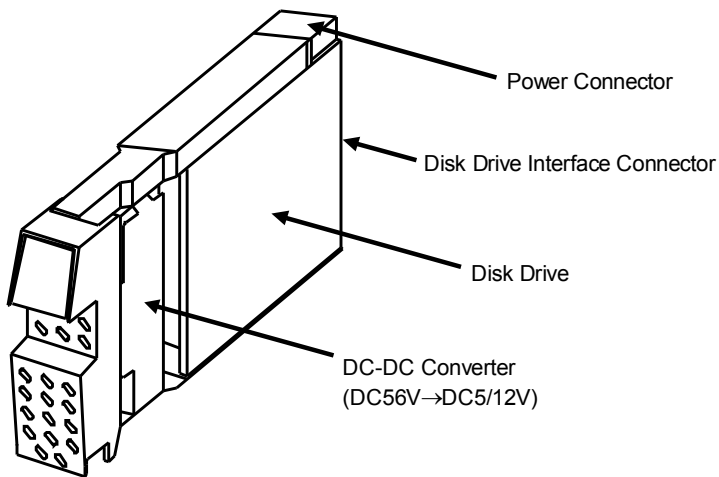 Power Connector
Disk Drive Interface Connector
Disk Drive
DC-DC Converter
(DC56V→DC5/12V)